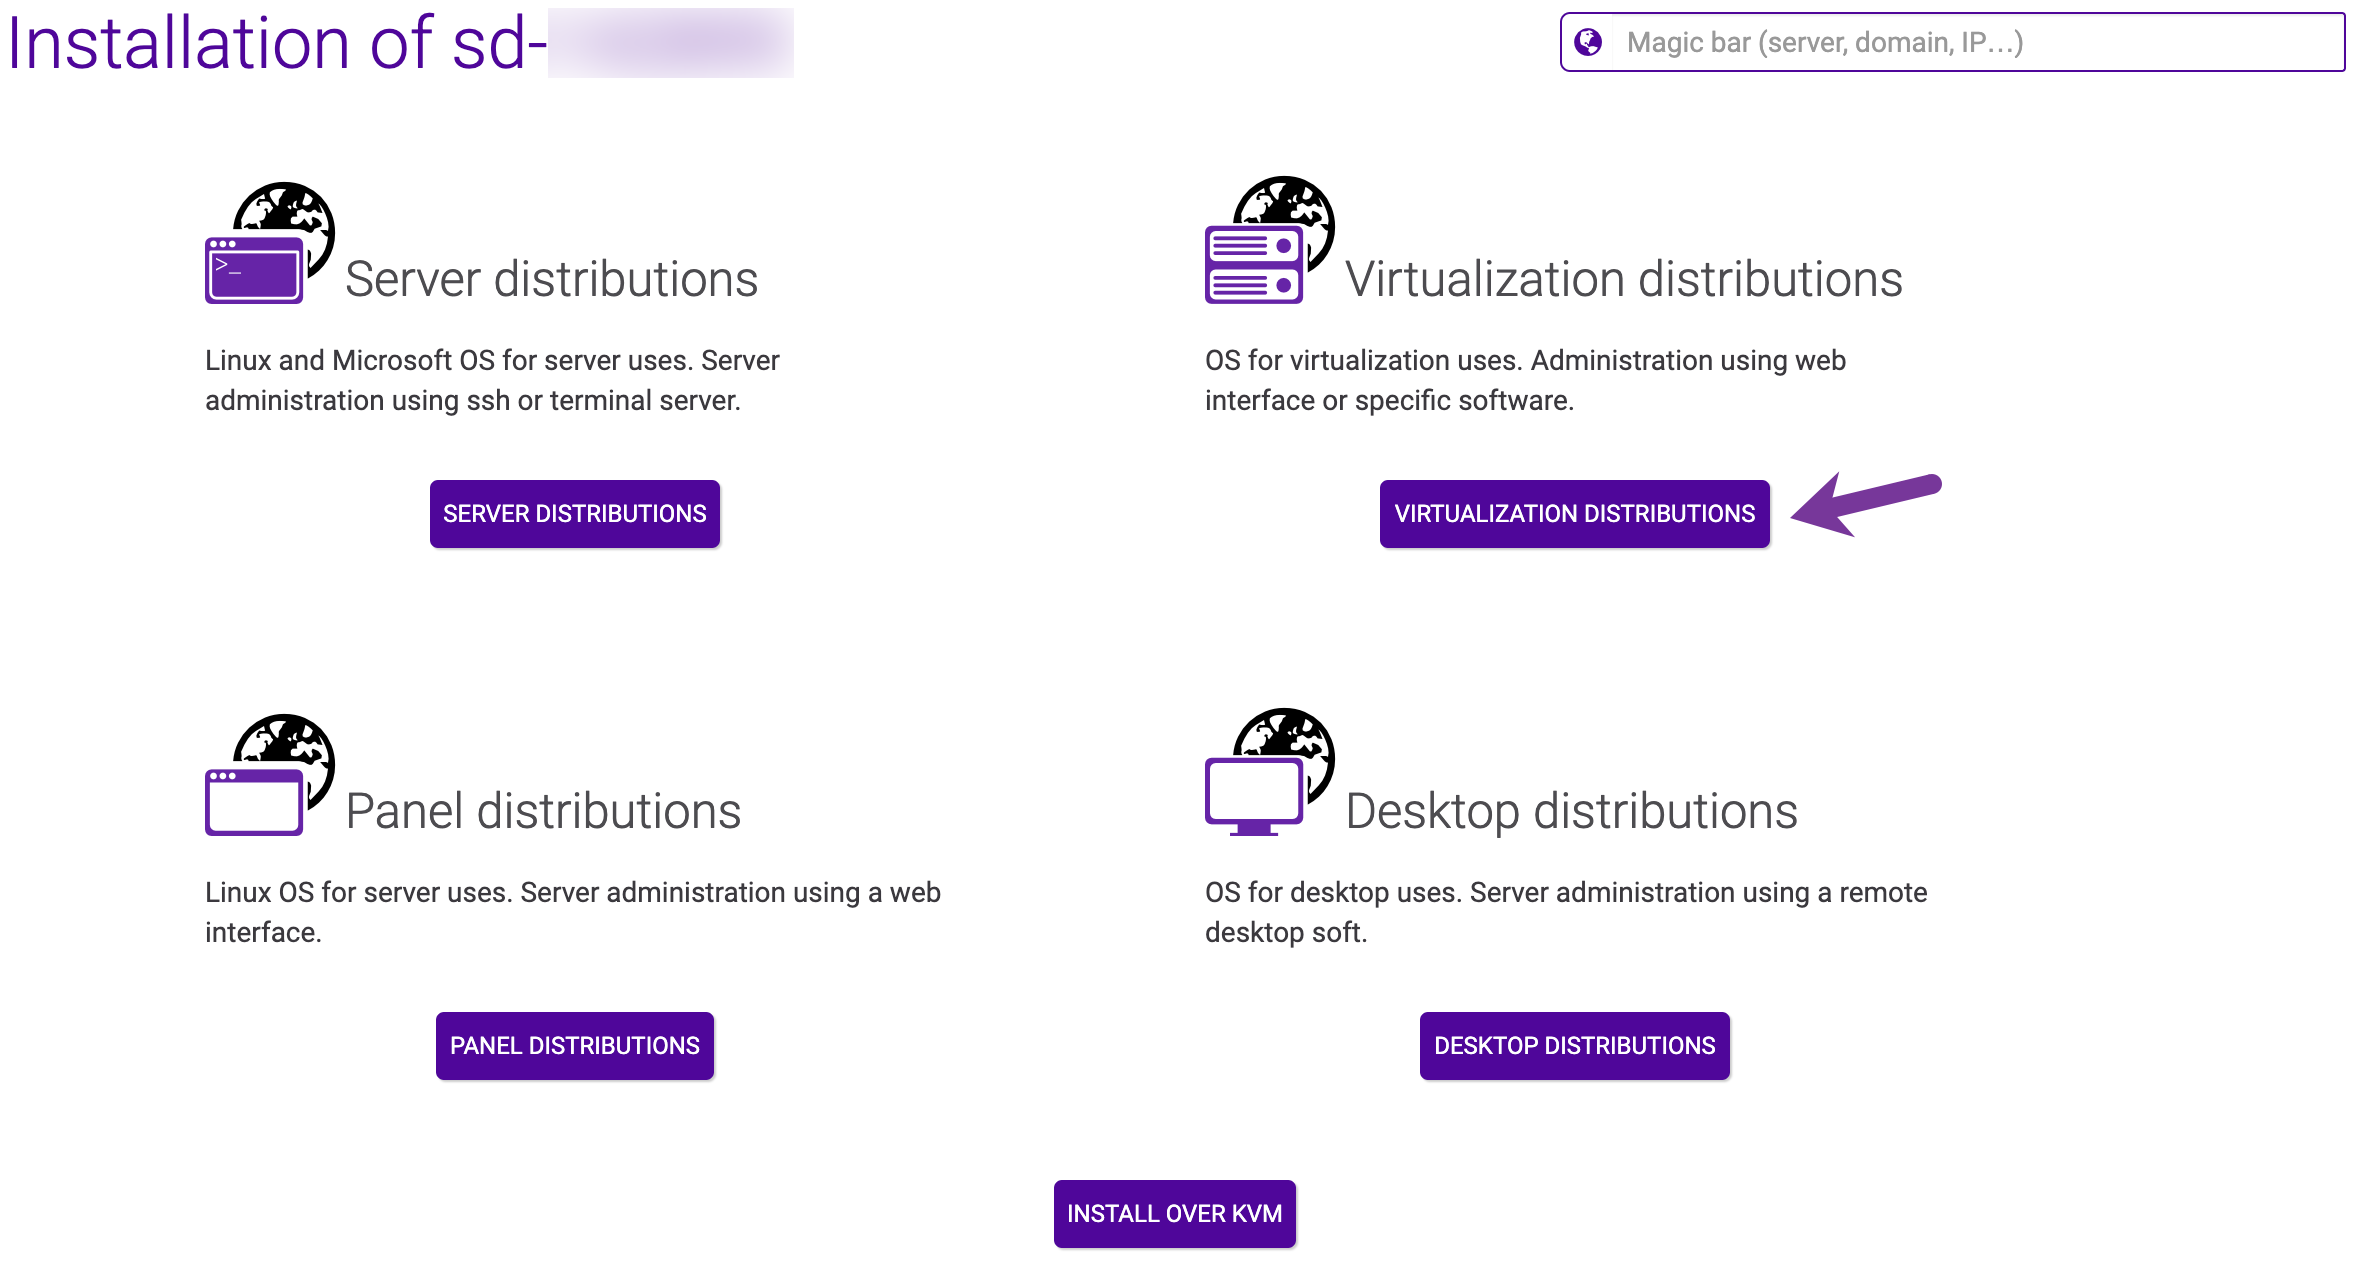 Installation of sd-
Magic bar (server, domain, IP...)
>_
Server distributions
Linux and Microsoft OS for server uses. Server
administration using ssh or terminal server.
SERVER DISTRIBUTIONS
Virtualization distributions
OS for virtualization uses. Administration using web
interface or specific software.
VIRTUALIZATION DISTRIBUTIONS
Panel distributions
Linux OS for server uses. Server administration using a web
interface.
PANEL DISTRIBUTIONS
Desktop distributions
OS for desktop uses. Server administration using a remote
desktop soft.
DESKTOP DISTRIBUTIONS
INSTALL OVER KVM